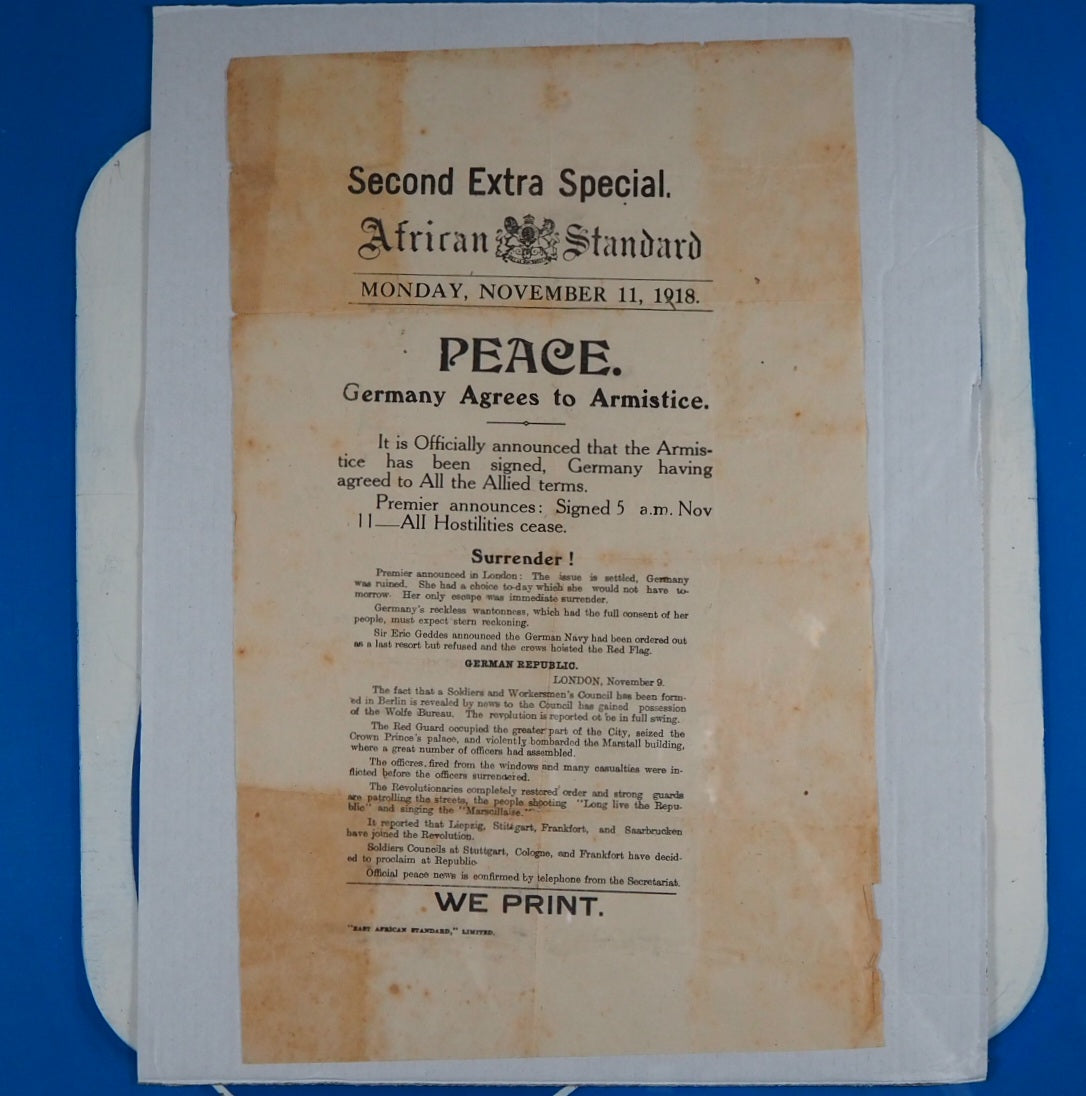 Second Extra Special.
African Standard
MONDAY, NOVEMBER 11, 1918.
PEACE.
Germany Agrees to Armistice.
It is Officially announced that the Armis-
tice has been signed, Germany having
agreed to All the Allied terms.
Premier announces: Signed 5 a.m. Nov
11—All Hostilities cease.
Surrender !
Premier announced in London: The issue is settled, Germany
was ruined. She had a choice to-day which she would not have to-
morrow. Her only escape was immediate surrender.
Germany's reckless wantonness, which had the full consent of her
people, must expect stern reckoning.
Sir Eric Geddes announced the German Navy had been ordered out
as a last resort but refused and the crews hoisted the Red Flag.
GERMAN REPUBLIC.
LONDON, November 9.
The fact that a Soldiers and Workersmen's Council has been form-
ed in Berlin is revealed by news to the Council has gained possession
of the Wolfe Bureau. The revolution is reported ot be in full swing.
The Red Guard occupied the greater part of the City, seized the
Crown Prince's palace, and violently bombarded the Marstall building,
where a great number of officers had assembled.
The offices, fired from the windows and many casualties were in-
flicted before the officers surrendered.
The Revolutionaries completely restored order and strong guards
are patrolling the streets, the people shooting "Long live the Repu-
blic" and singing the "Marseillaise."
It reported that Liepzig, Stittgart, Frankfort, and Saarbrucken
have joined the Revolution.
Soldiers Councils at Stuttgart, Cologne, and Frankfort have decid-
ed to proclaim at Republic
Official peace news is confirmed by telephone from the Secretariat.
WE PRINT.
"EAST AFRICAN STANDARD," LIMITED.